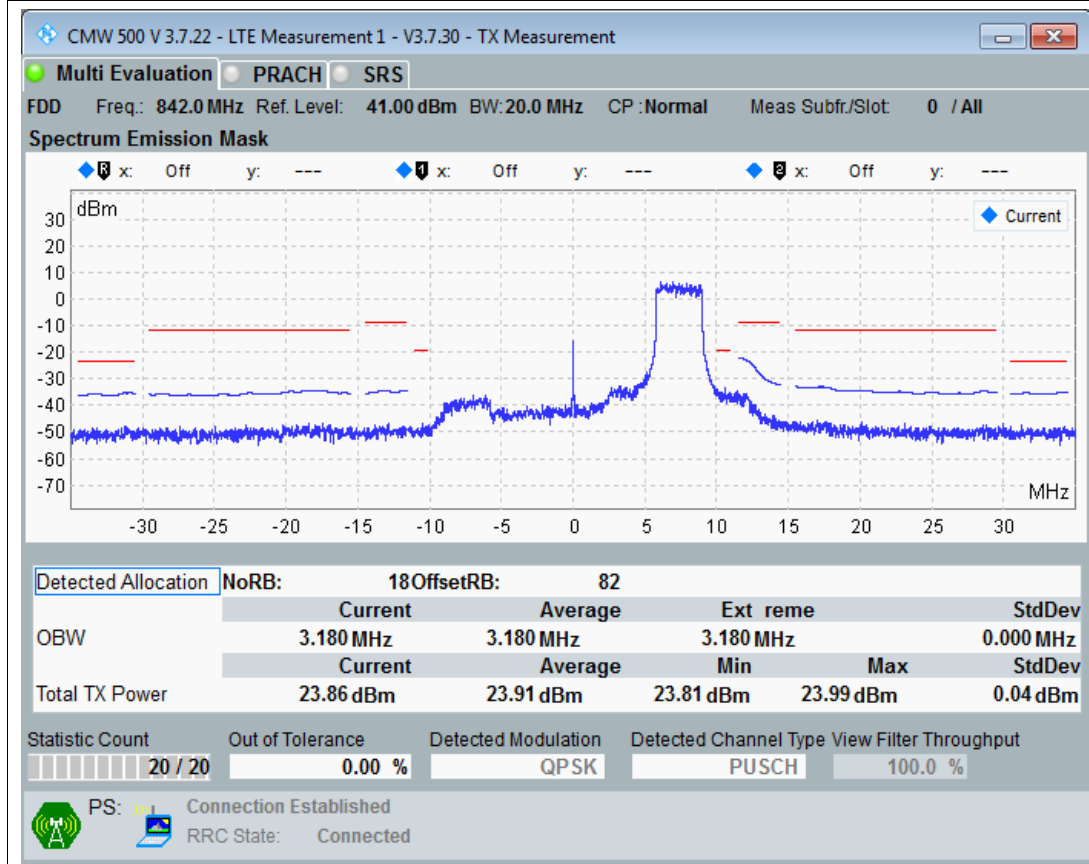 CMW 500 V 3.7.22 - LTE Measurement 1 - V3.7.30 - TX Measurement
Multi Evaluation PRACH SRS
FDD Freq.: 842.0 MHz Ref. Level: 41.00 dBm BW: 20.0 MHz CP : Normal Meas Subfr./Slot: 0 / All
Spectrum Emission Mask
R x: Off y: --- 1 x: Off y: --- 2 x: Off y: ---
dBm
Current
30
20
10
0
-10
-20
-30
-40
-50
-60
-70
MHz
-30 -25 -20 -15 -10 -5 0 5 10 15 20 25 30
Detected Allocation NoRB: 18 OffsetRB: 82
Current Average Ext reme StdDev
OBW 3.180 MHz 3.180 MHz 3.180 MHz 0.000 MHz
Current Average Min Max StdDev
Total TX Power 23.86 dBm 23.91 dBm 23.81 dBm 23.99 dBm 0.04 dBm
Statistic Count Out of Tolerance Detected Modulation Detected Channel Type View Filter Throughput
20 / 20 0.00 % QPSK PUSCH 100.0 %
PS: Connection Established
RRC State: Connected